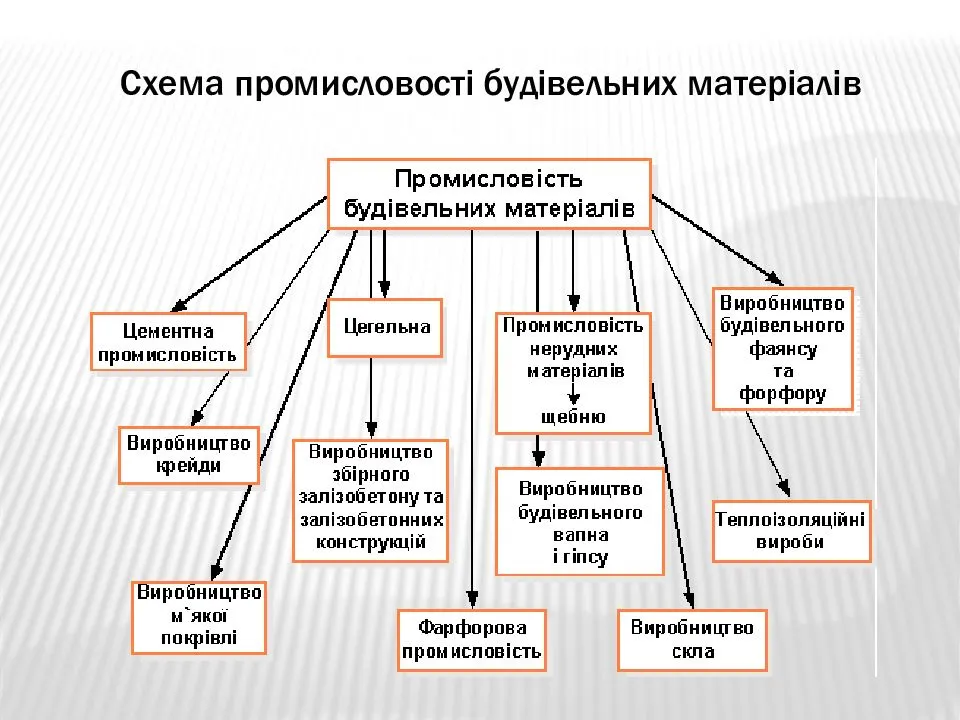 Схема промисловості будівельних матеріалів
Промисловість
будівельних матеріалів
Цементна
промисловість
Цегельна
Промисловість
нерудних
матеріалів
щебню
Виробництво
будівельного
фаянсу
та
форфору
Виробництво
крейди
Виробництво
збірного
залізобетону та
залізобетонних
конструкцій
Виробництво
будівельного
вапна
і гіпсу
Теплоізоляційні
вироби
Виробництво
м`якої
покрівлі
Фарфорова
промисловість
Виробництво
скла